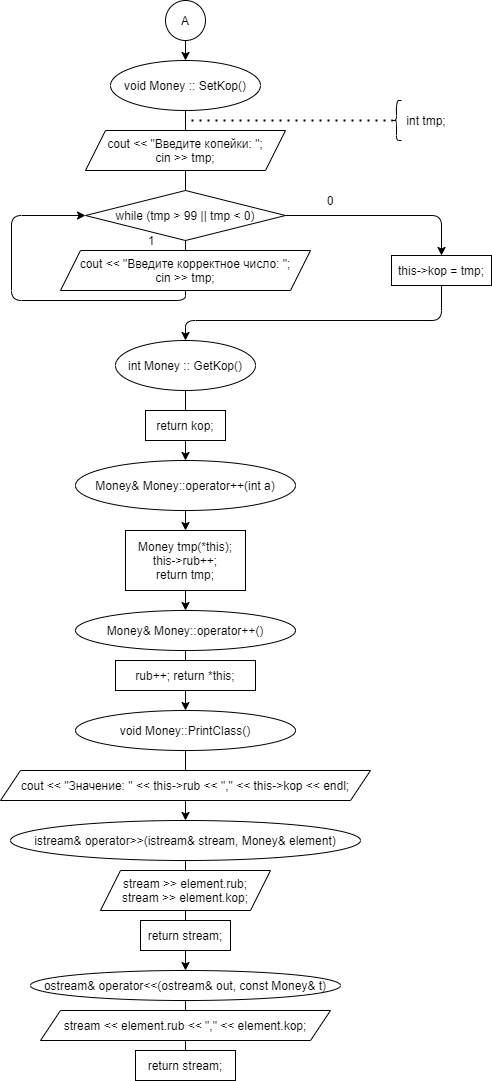 A
void Money :: SetKop()
int tmp;
cout << "Введите копейки: ";
cin >> tmp;
while (tmp > 99 || tmp < 0)
0
1
cout << "Введите корректное число: ";
cin >> tmp;
this->kop = tmp;
int Money :: GetKop()
return kop;
Money& Money::operator++(int a)
Money tmp(*this);
this->rub++;
return tmp;
Money& Money::operator++()
rub++; return *this;
void Money::PrintClass()
cout << "Значение: " << this->rub << "," << this->kop << endl;
istream& operator>>(istream& stream, Money& element)
stream >> element.rub;
stream >> element.kop;
return stream;
ostream& operator<<(ostream& out, const Money& t)
stream << element.rub << "," << element.kop;
return stream;